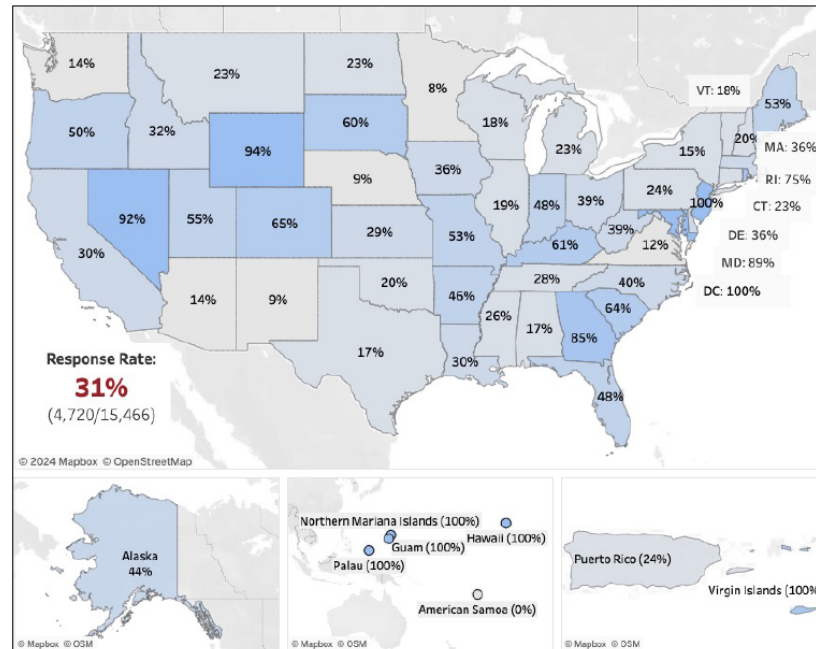 14%
23%
23%
8%
VT: 18%
53%
50%
32%
94%
60%
18%
23%
15%
20%
MA: 36%
RI: 75%
9%
36%
24%
100%
CT: 23%
92%
55%
65%
19%
48%
39%
39%
DE: 36%
30%
29%
53%
61%
12%
MD: 89%
14%
9%
20%
46%
28%
40%
DC: 100%
17%
26%
17%
85%
64%
30%
48%
Response Rate:
31%
(4,720/15,466)
© 2024 Mapbox © OpenStreetMap
Alaska
44%
© Mapbox © OSM
Northern Mariana Islands (100%)
Guam (100%)
Hawaii (100%)
Palau (100%)
American Samoa (0%)
© Mapbox © OSM
Puerto Rico (24%)
Virgin Islands (100%
© Mapbox © OSM